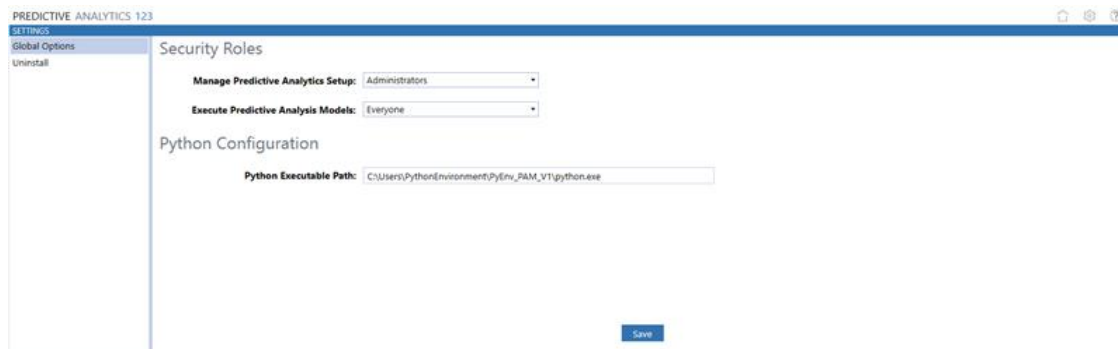 PREDICTIVE ANALYTICS 123
SETTINGS
Global Options
Uninstall
Security Roles
Manage Predictive Analytics Setup: Administrators
Execute Predictive Analysis Models: Everyone
Python Configuration
Python Executable Path: C:\Users\PythonEnvironment\PyEnv_PAM_V1\python.exe
Save